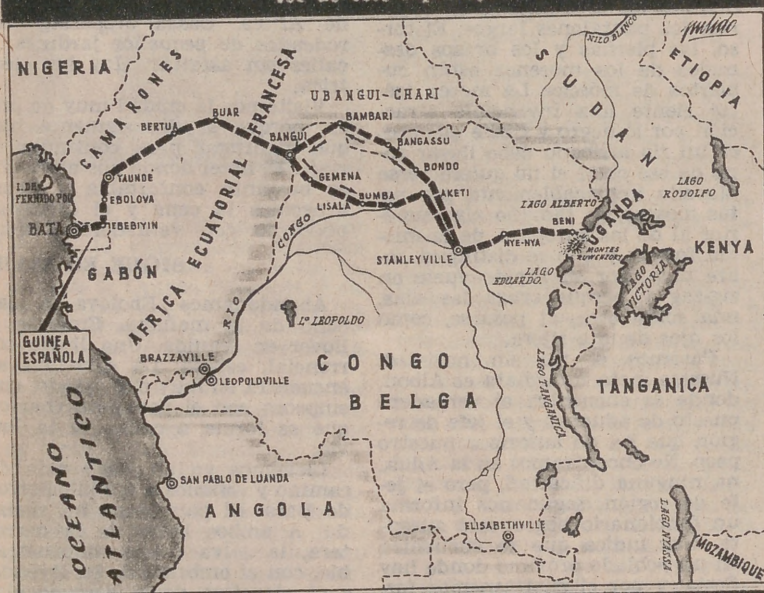 pulido
NIGERIA
CAMARONES
AFRICA ECUATORIAL FRANCESA
UBANGUI-CHARI
SUDAN
NILO BLANCO
ETIOPIA
BUAR
BERTUA
BANGUI
BAMBARI
BANGASSU
BONDO
AKETI
GEMENA
LISALA
BUMBA
YAUNDE
EBOLOVA
I. DE
FERNANDO POO
BATA
EBEBIYIN
GABÓN
GUINEA
ESPAÑOLA
STANLEYVILLE
NYE-NYA
BENI
LAGO ALBERTO
UGANDA
MONTES
RUWENZORY
LAGO
EDUARDO
LAGO
RODOLFO
KENYA
LAGO
VICTORIA
RIO CONGO
Lº LEOPOLDO
BRAZZAVILLE
LEOPOLDVILLE
CONGO
BELGA
LAGO TANGANICA
TANGANICA
OCEANO
ATLANTICO
SAN PABLO DE LUANDA
ANGOLA
ELISABETHVILLE
LAGO NYASSA
MOZAMBIQUE